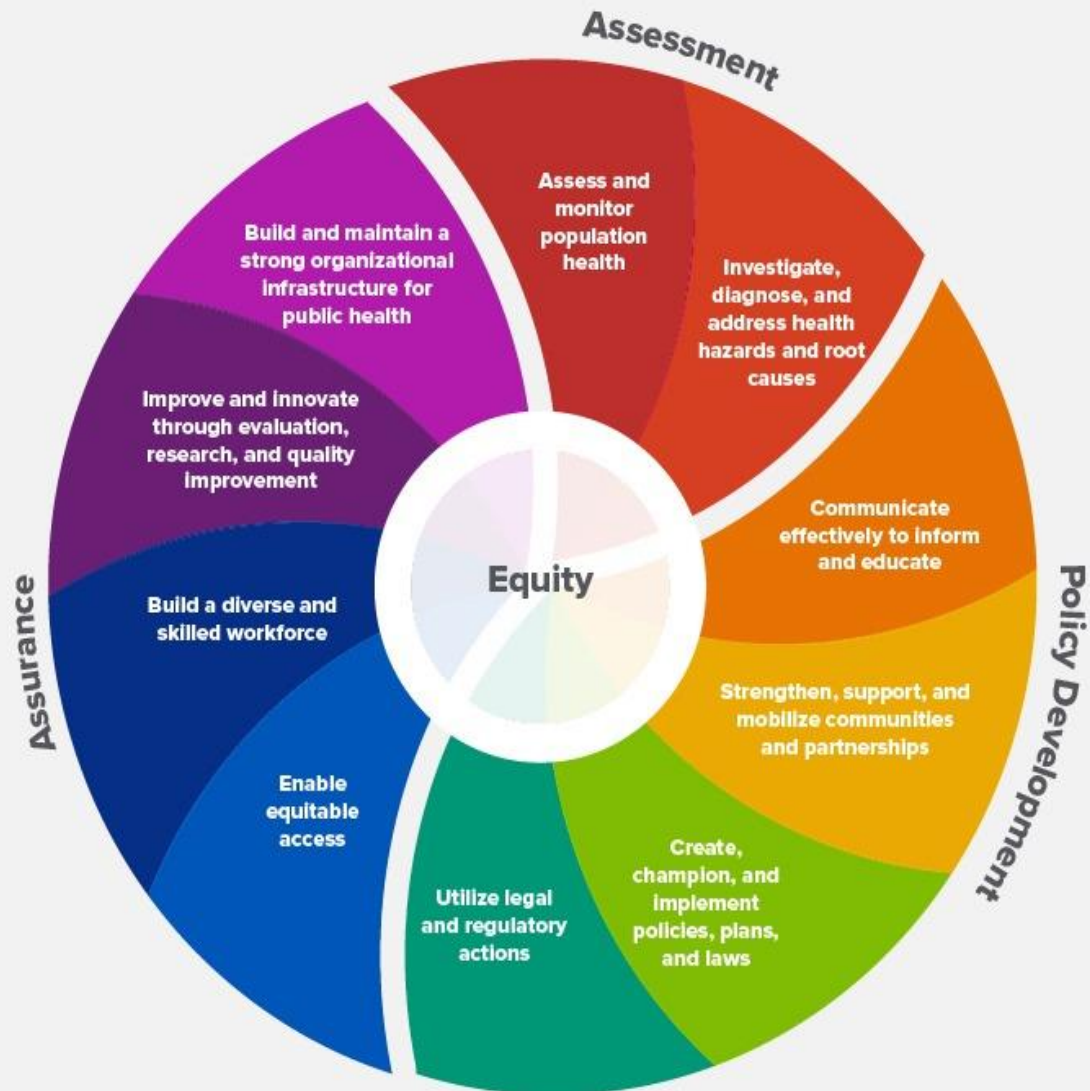 Assessment
Assess and
monitor
population
health
Investigate,
diagnose, and
address health
hazards and root
causes
Policy Development
Communicate
effectively to inform
and educate
Strengthen, support, and
mobilize communities
and partnerships
Create,
champion, and
implement
policies, plans,
and laws
Utilize legal
and regulatory
actions
Assurance
Enable
equitable
access
Build a diverse and
skilled workforce
Improve and innovate
through evaluation,
research, and quality
improvement
Build and maintain a
strong organizational
infrastructure for
public health
Equity